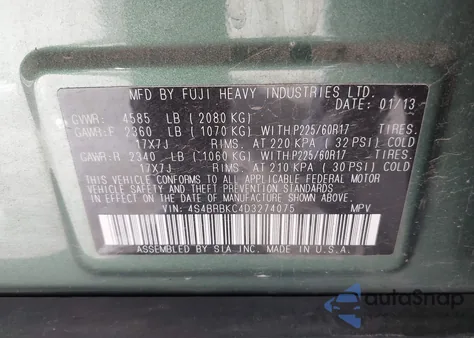 MFD BY FUJI HEAVY INDUSTRIES LTD.
DATE: 01/13
GVWR: 4585 LB (2080 KG)
GAWR:F 2360 LB (1070 KG) WITH P225/60R17 TIRES.
17X7J RIMS. AT 220 KPA (32 PSI) COLD
GAWR:R 2340 LB (1060 KG) WITH P225/60R17 TIRES.
17X7J RIMS. AT 210 KPA (30 PSI) COLD
THIS VEHICLE CONFORMS TO ALL APPLICABLE FEDERAL MOTOR
VEHICLE SAFETY AND THEFT PREVENTION STANDARDS
IN EFFECT ON THE DATE OF MANUFACTURE SHOWN ABOVE.
VIN: 4S4BRBKC4D3274075 MPV
ASSEMBLED BY SIA INC. MADE IN U.S.A.
autoSnap